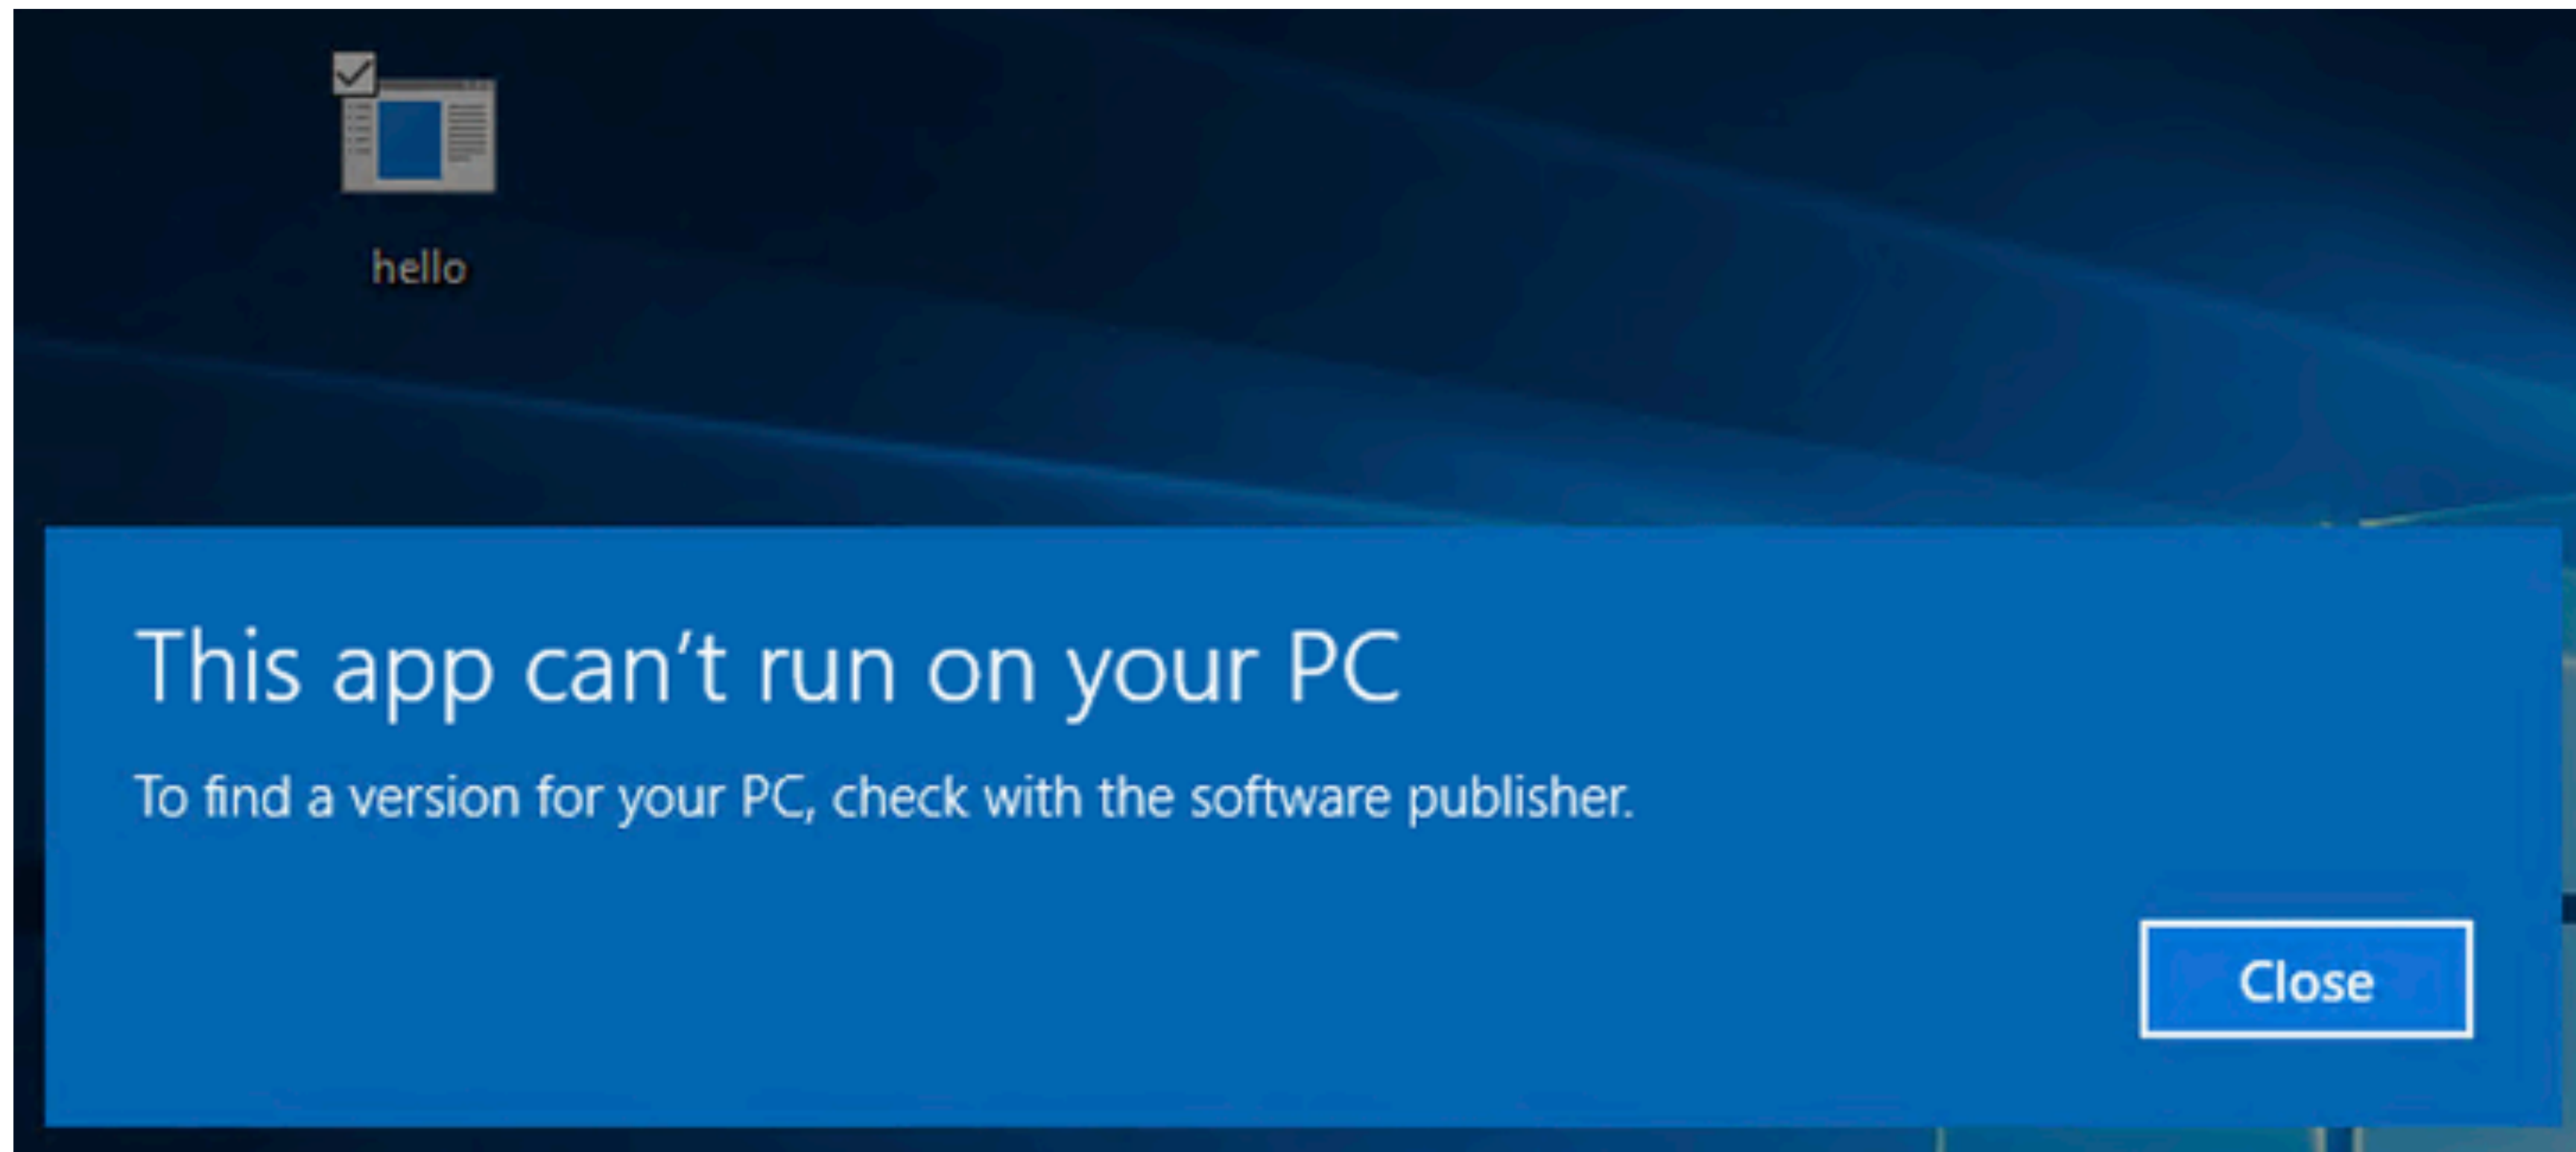 hello
This app can’t run on your PC
To find a version for your PC, check with the software publisher.
Close